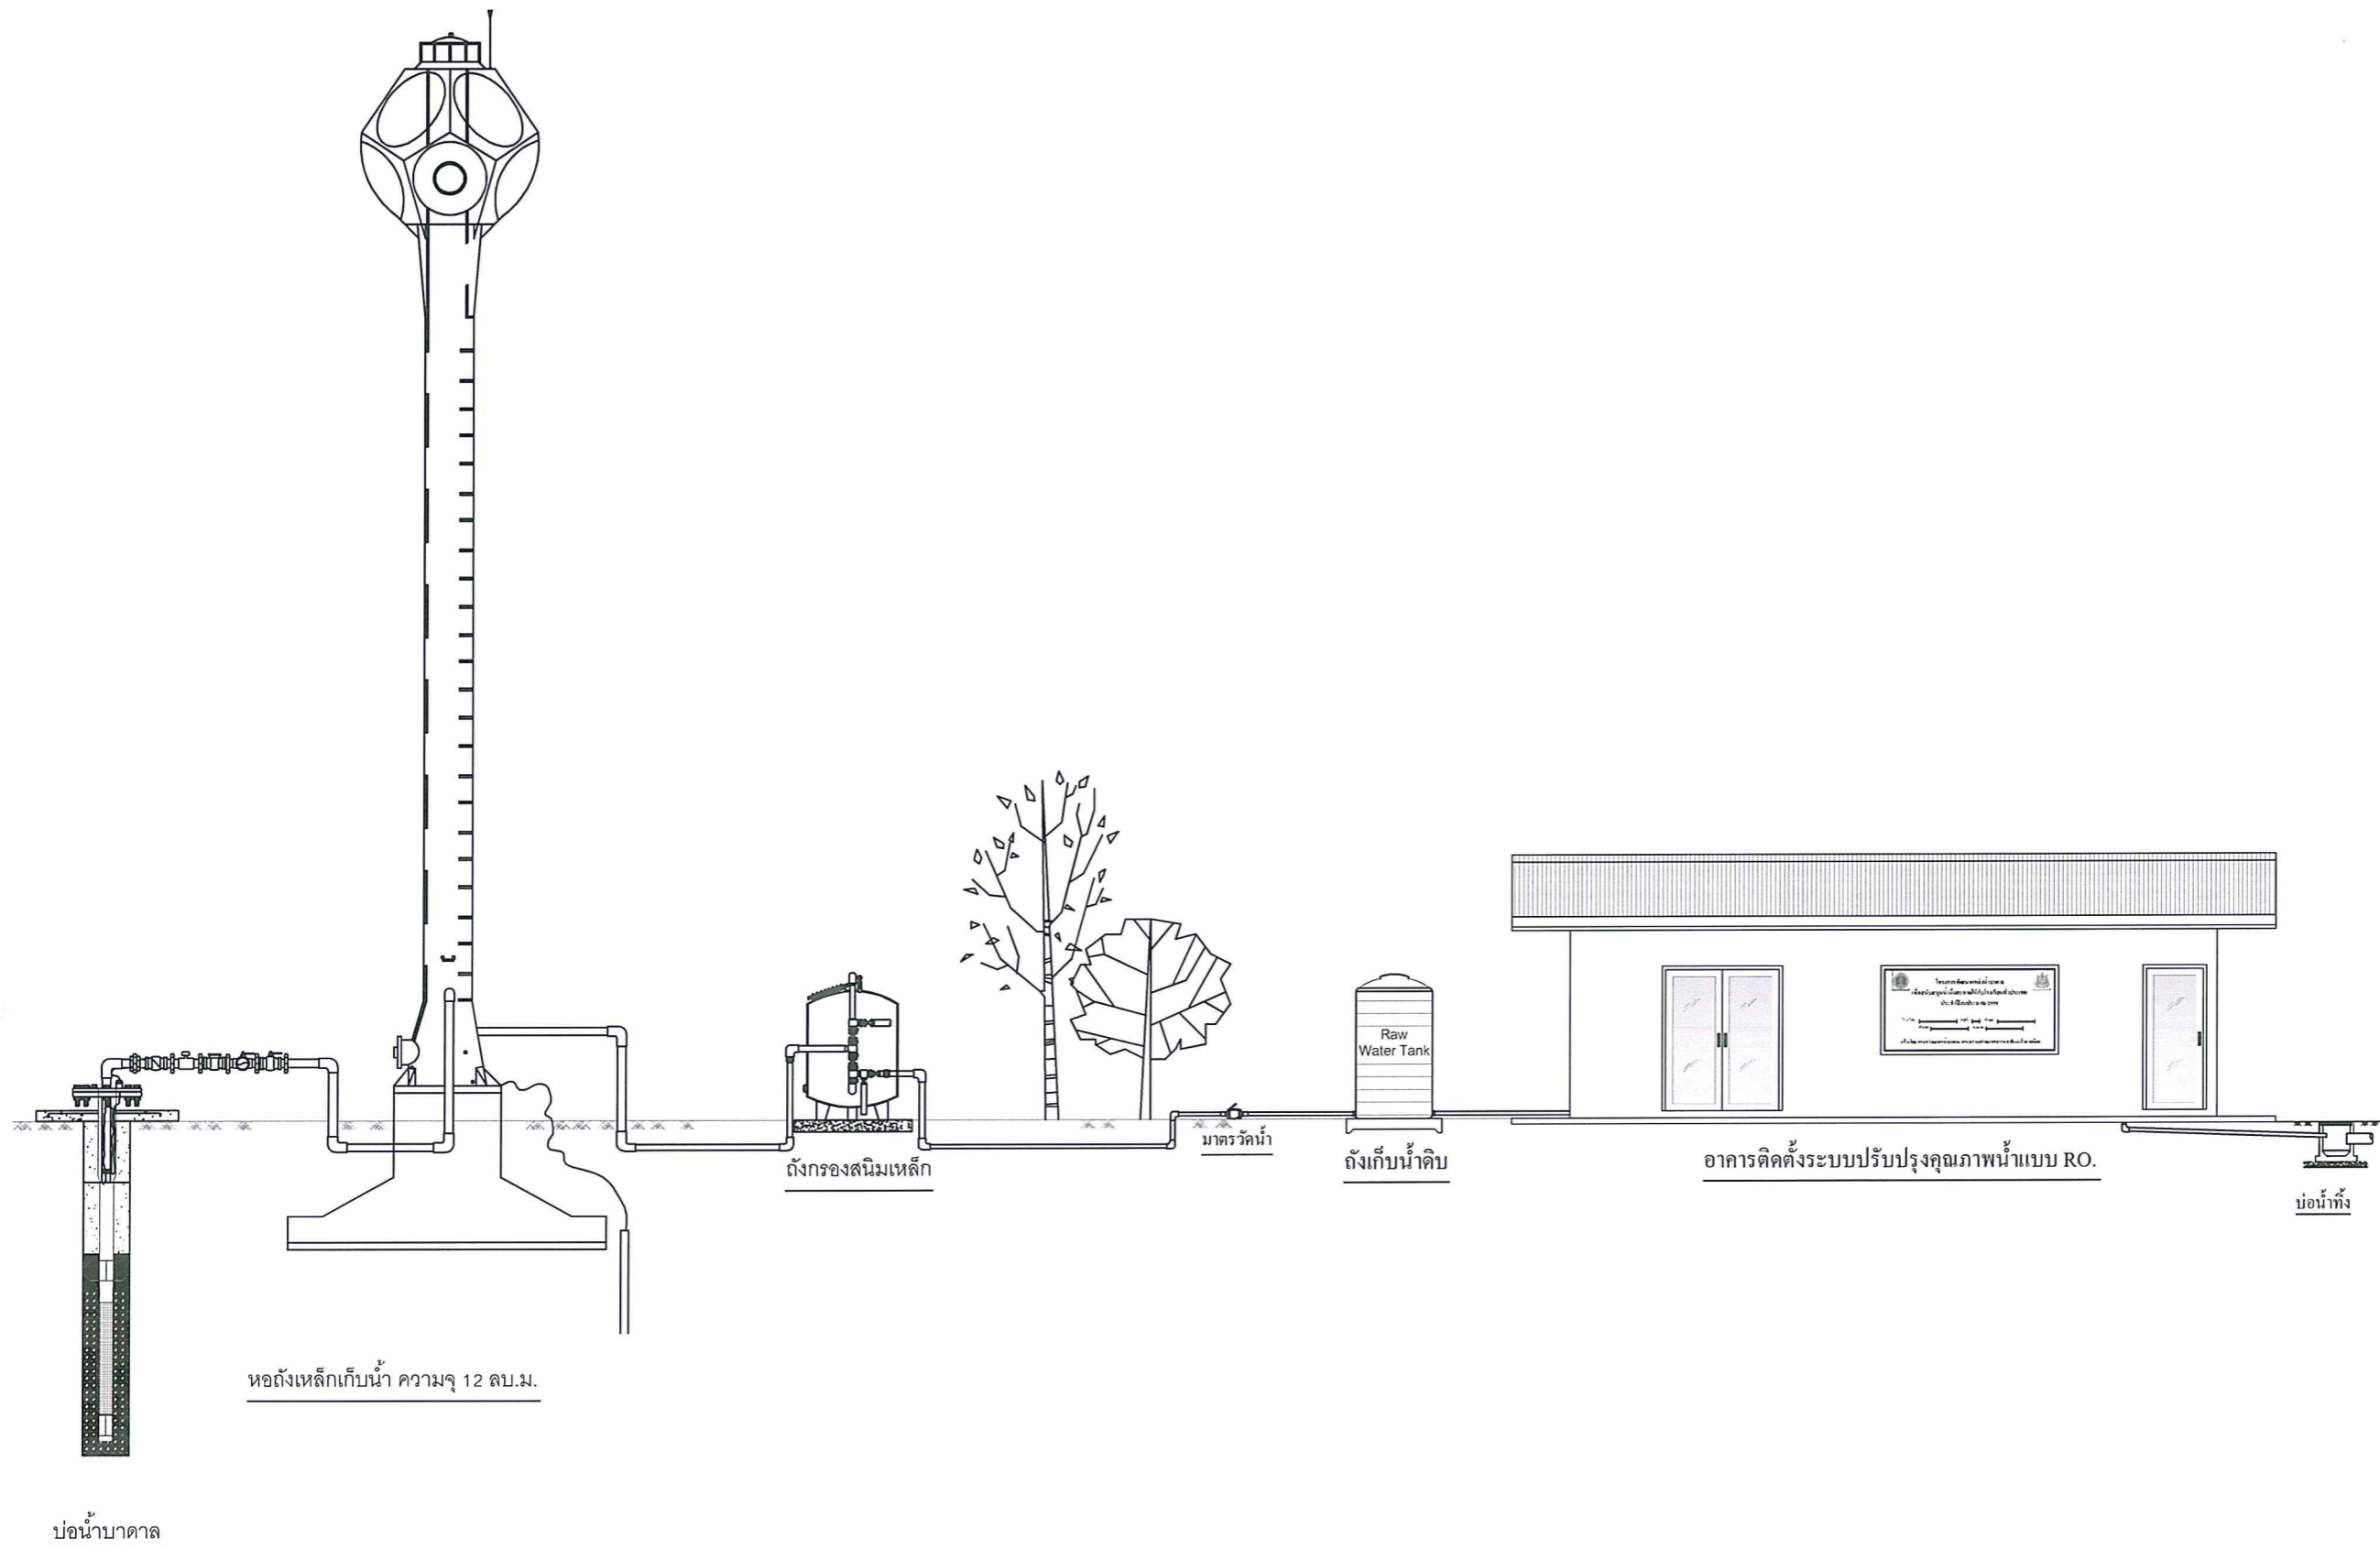 Raw
Water Tank
มาตรวัดน้ำ
ถังกรองสนิมเหล็ก
ถังเก็บน้ำดิบ
อาคารติดตั้งระบบปรับปรุงคุณภาพน้ำแบบ RO.
บ่อน้ำทิ้ง
หอถังเหล็กเก็บน้ำ ความจุ 12 ลบ.ม.
บ่อน้ำบาดาล